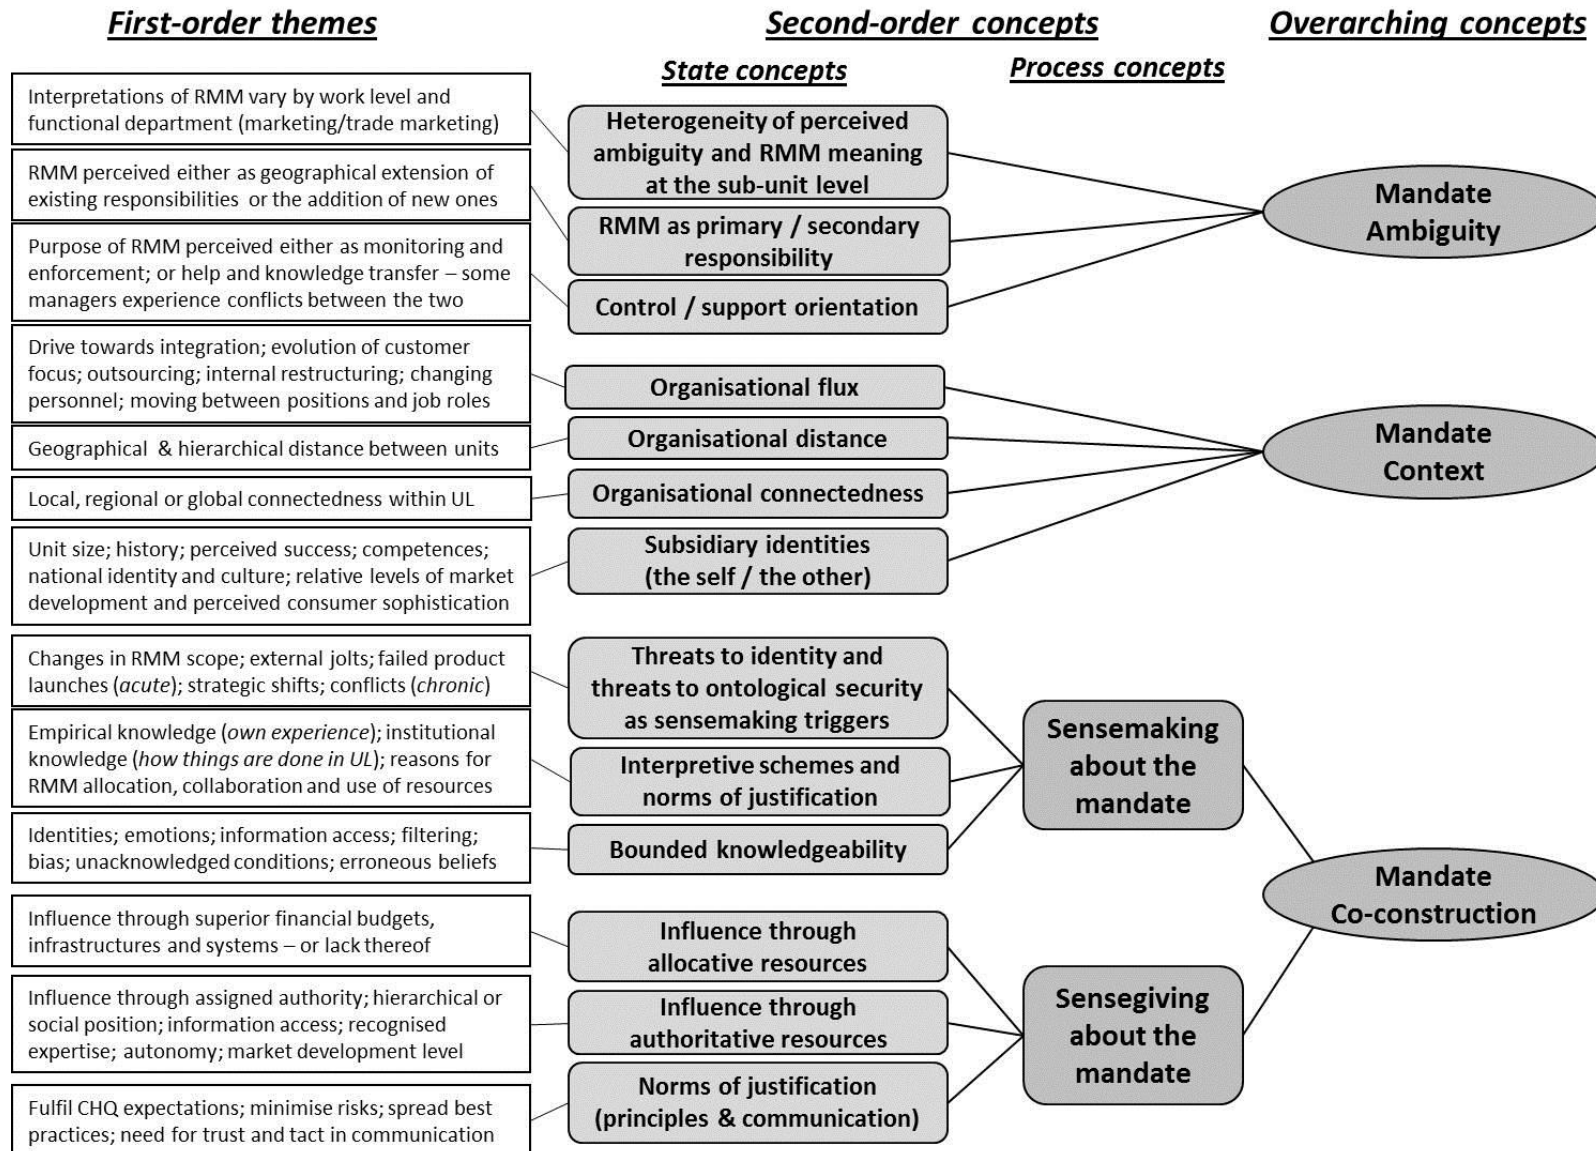 First-order themes
Second-order concepts
Overarching concepts
State concepts
Process concepts
Interpretations of RMM vary by work level and
functional department (marketing/trade marketing)
RMM perceived either as geographical extension of
existing responsibilities or the addition of new ones
Purpose of RMM perceived either as monitoring and
enforcement; or help and knowledge transfer – some
managers experience conflicts between the two
Drive towards integration; evolution of customer
focus; outsourcing; internal restructuring; changing
personnel; moving between positions and job roles
Geographical & hierarchical distance between units
Local, regional or global connectedness within UL
Unit size; history; perceived success; competences;
national identity and culture; relative levels of market
development and perceived consumer sophistication
Changes in RMM scope; external jolts; failed product
launches (acute); strategic shifts; conflicts (chronic)
Empirical knowledge (own experience); institutional
knowledge (how things are done in UL); reasons for
RMM allocation, collaboration and use of resources
Identities; emotions; information access; filtering;
bias; unacknowledged conditions; erroneous beliefs
Influence through superior financial budgets,
infrastructures and systems – or lack thereof
Influence through assigned authority; hierarchical or
social position; information access; recognised
expertise; autonomy; market development level
Fulfil CHQ expectations; minimise risks; spread best
practices; need for trust and tact in communication
Heterogeneity of perceived
ambiguity and RMM meaning
at the sub-unit level
RMM as primary / secondary
responsibility
Control / support orientation
Organisational flux
Organisational distance
Organisational connectedness
Subsidiary identities
(the self / the other)
Threats to identity and
threats to ontological security
as sensemaking triggers
Interpretive schemes and
norms of justification
Bounded knowledgeability
Influence through
allocative resources
Influence through
authoritative resources
Norms of justification
(principles & communication)
Sensemaking
about the
mandate
Sensegiving
about the
mandate
Mandate
Ambiguity
Mandate
Context
Mandate
Co-construction